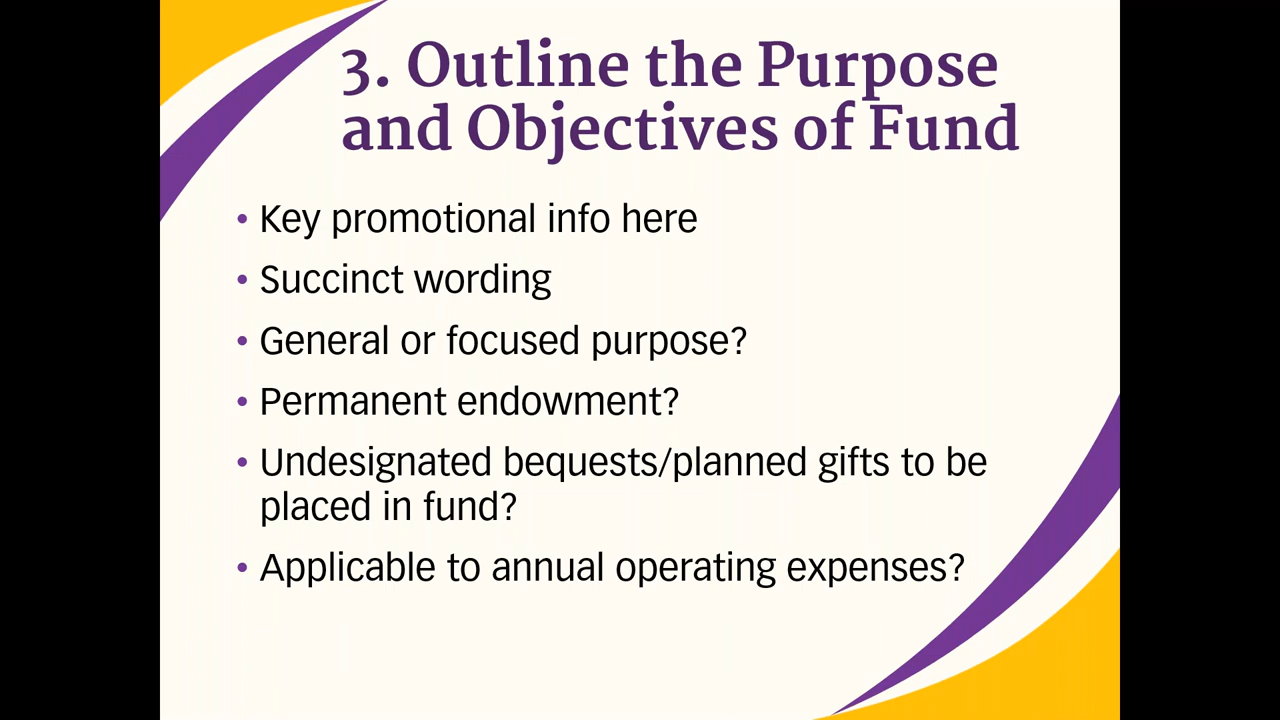 3. Outline the Purpose
and Objectives of Fund
• Key promotional info here
• Succinct wording
• General or focused purpose?
• Permanent endowment?
• Undesignated bequests/planned gifts to be
placed in fund?
• Applicable to annual operating expenses?